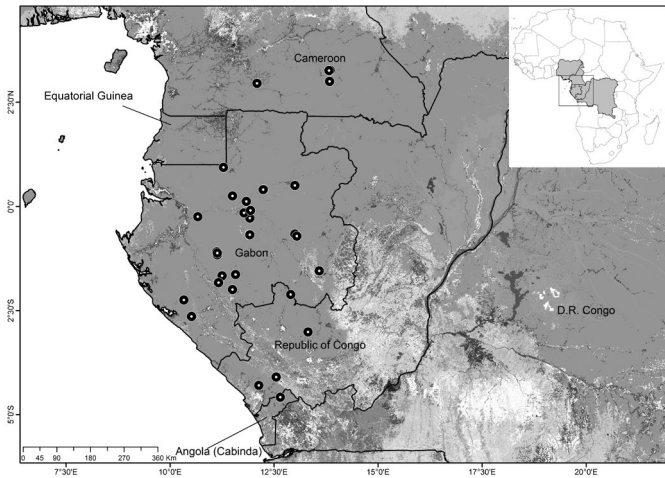 Cameroon
Equatorial Guinea
Gabon
D.R. Congo
Republic of Congo
Angola (Cabinda)
2°30'N
0°0'
2°30'S
5°0'S
0 45 90 180 270 360 Km
7°30'E 10°0'E 12°30'E 15°0'E 17°30'E 20°0'E